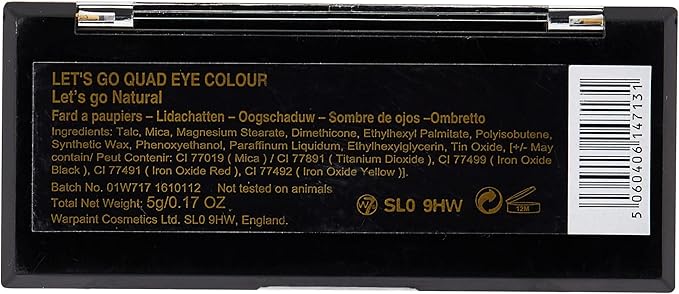 LET'S GO QUAD EYE COLOUR
Let's go Natural
Fard a paupiers – Lidachatten – Oogschaduw – Sombre de ojos –Ombretto
Ingredients: Talc, Mica, Magnesium Stearate, Dimethicone, Ethylhexyl Palmitate, Polyisobutene,
Synthetic Wax, Phenoxyethanol, Paraffinum Liquidum, Ethylhexylglycerin, Tin Oxide, [+/- May
contain/ Peut Contenir: CI 77019 ( Mica ) / CI 77891 ( Titanium Dioxide ), CI 77499 ( Iron Oxide
Black ), CI 77491 ( Iron Oxide Red ), CI 77492 ( Iron Oxide Yellow )].
Batch No. 01W717 1610112 Not tested on animals
Total Net Weight: 5g/0.17 OZ
Warpaint Cosmetics Ltd. SL0 9HW, England.
W7 SL0 9HW 12M
5 060406 147131